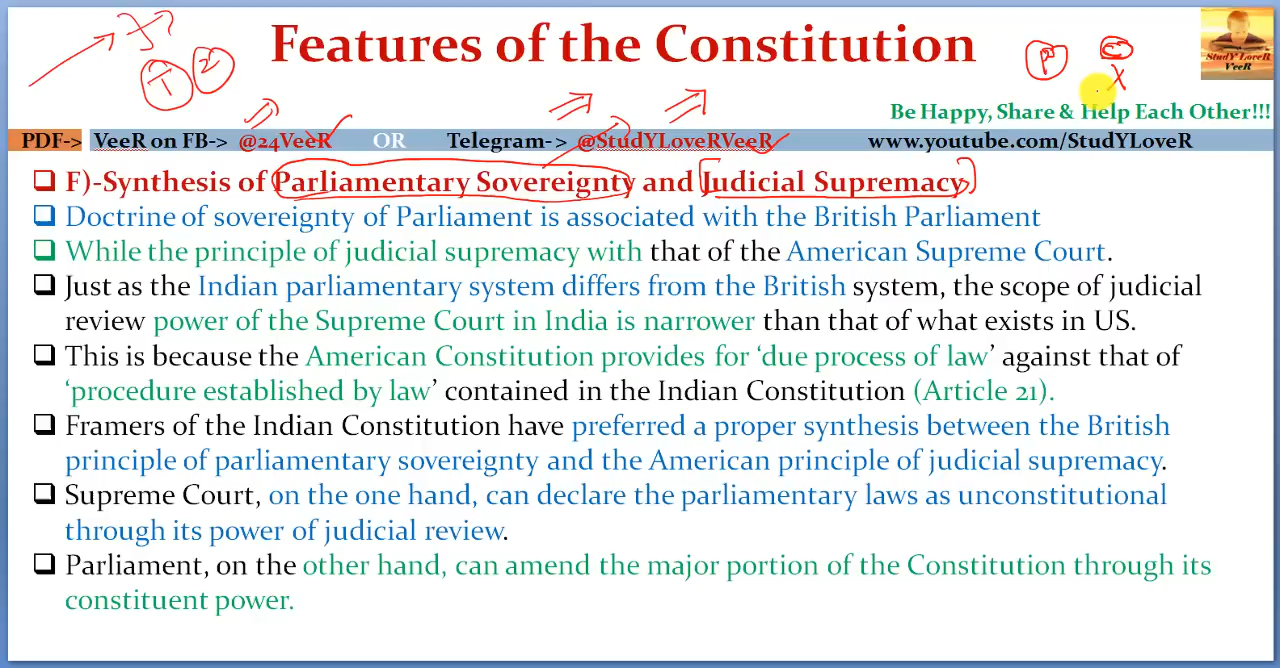 Features of the Constitution
J?
1 2
P
X
StudY LoveR
VeeR
Be Happy, Share & Help Each Other!!!
PDF-> VeeR on FB-> @24VeeR OR Telegram-> @StudYLoveRVeeR www.youtube.com/StudYLoveR
F)-Synthesis of Parliamentary Sovereignty and Judicial Supremacy
Doctrine of sovereignty of Parliament is associated with the British Parliament
While the principle of judicial supremacy with that of the American Supreme Court.
Just as the Indian parliamentary system differs from the British system, the scope of judicial
review power of the Supreme Court in India is narrower than that of what exists in US.
This is because the American Constitution provides for ‘due process of law’ against that of
‘procedure established by law’ contained in the Indian Constitution (Article 21).
Framers of the Indian Constitution have preferred a proper synthesis between the British
principle of parliamentary sovereignty and the American principle of judicial supremacy.
Supreme Court, on the one hand, can declare the parliamentary laws as unconstitutional
through its power of judicial review.
Parliament, on the other hand, can amend the major portion of the Constitution through its
constituent power.